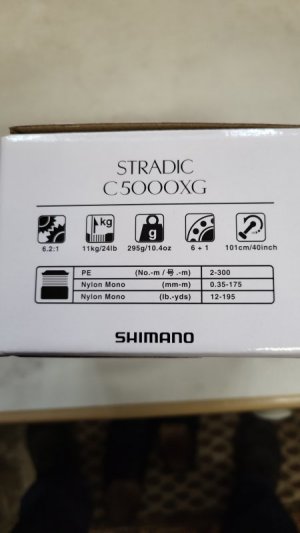 STRADIC
C5000XG
kg
g
6.2:1 11kg/24lb 295g/10.4oz 6 + 1 101cm/40inch
PE (No.-m / 号.-m) 2-300
Nylon Mono (mm-m) 0.35-175
Nylon Mono (lb.-yds) 12-195
SHIMANO